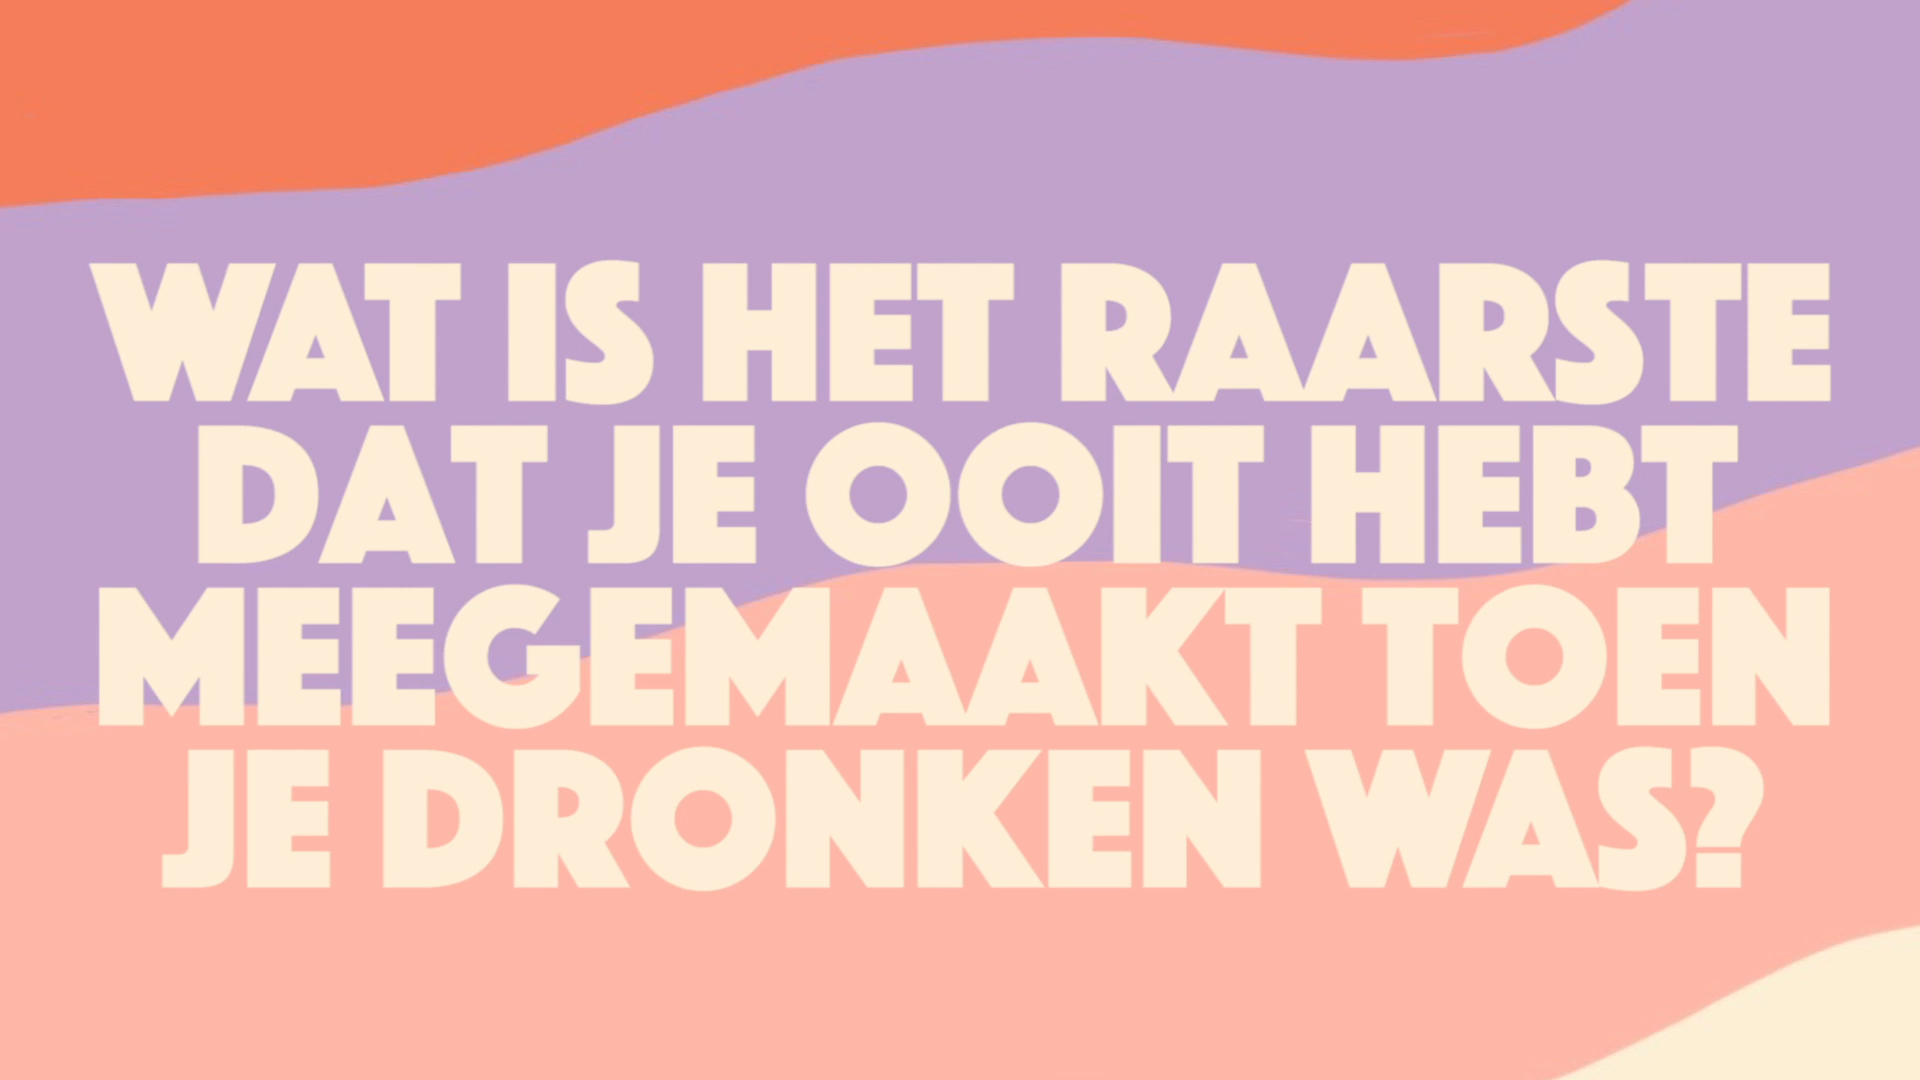 WAT IS HET RAARSTE
DAT JE OOIT HEBT
MEEGEMAAKT TOEN
JE DRONKEN WAS?